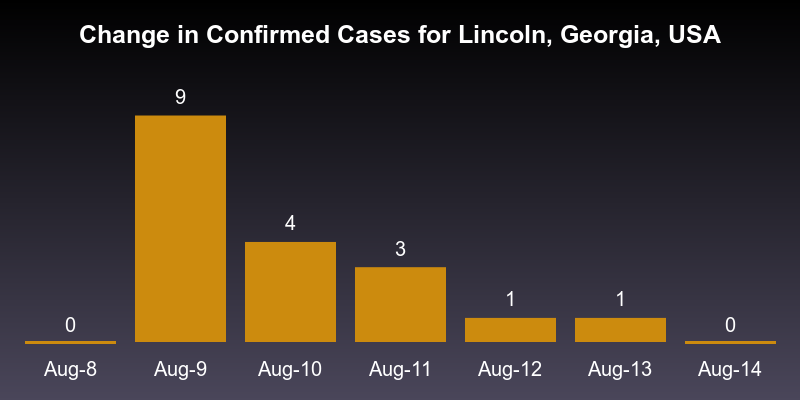 Change in Confirmed Cases for Lincoln, Georgia, USA
9
4
3
1
1
0
0
Aug-8
Aug-9
Aug-10
Aug-11
Aug-12
Aug-13
Aug-14